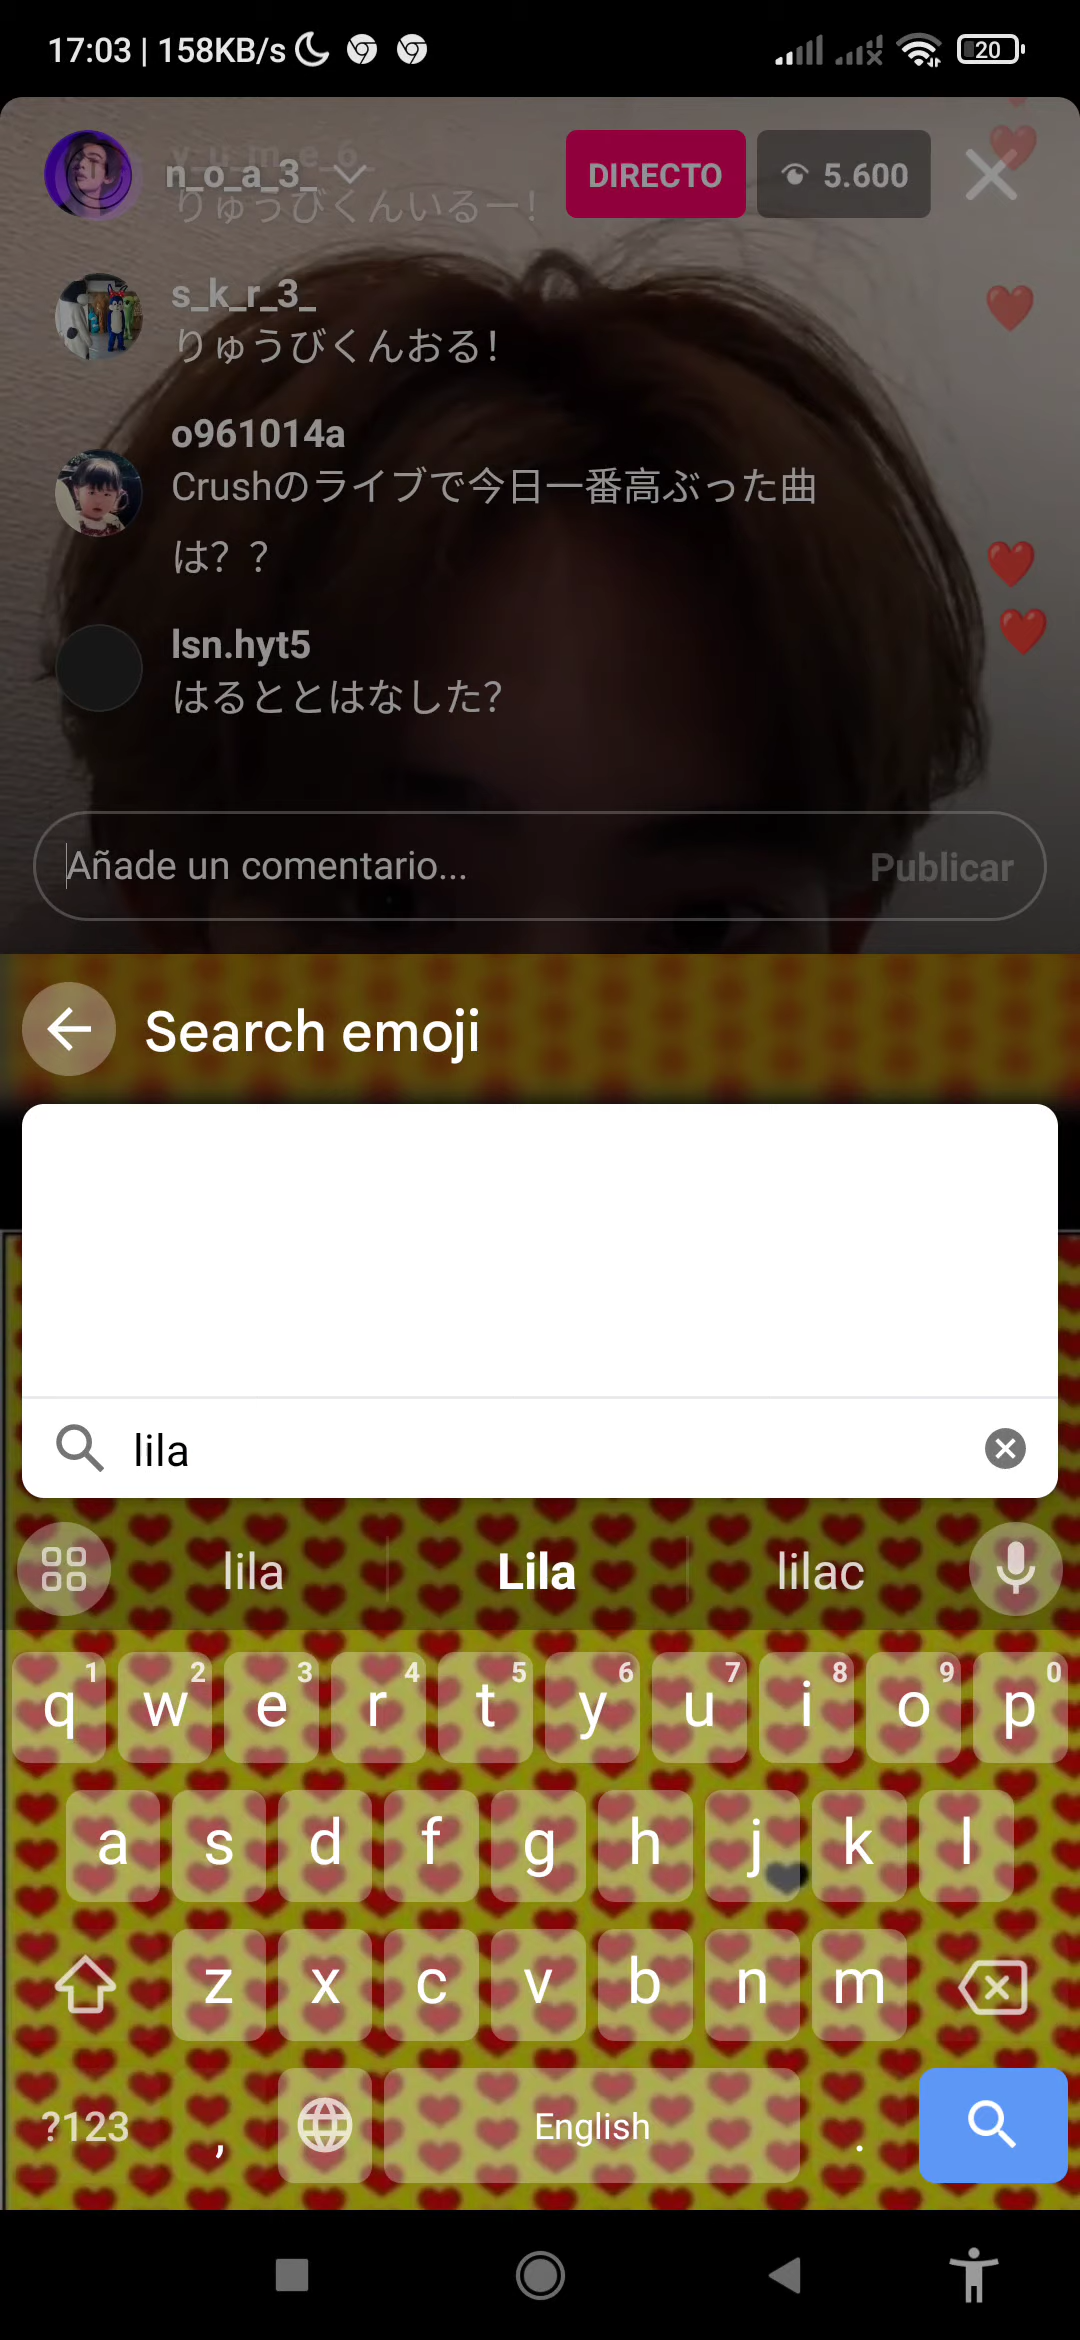 17:03 | 158KB/s
20
y_u_m_e_6
n_o_a_3_
DIRECTO
5.600
りゅうびくんいるー!
s_k_r_3_
りゅうびくんおる!
o961014a
Crushのライブで今日一番高ぶった曲
は？？
lsn.hyt5
はるととはなした?
Añade un comentario...
Publicar
Search emoji
lila
lila Lila lilac
1 2 3 4 5 6 7 8 9 0
q w e r t y u i o p
a s d f g h j k l
z x c v b n m
?123 , English .